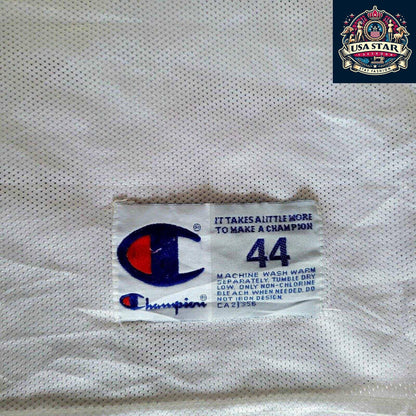 USA STAR
IT TAKES A LITTLE MORE
TO MAKE A CHAMPION
44
MACHINE WASH WARM
SEPARATELY, TUMBLE DRY
LOW, ONLY NON-CHLORINE
BLEACH WHEN NEEDED, DO
NOT IRON DESIGN.
CA21356
®
Champion®